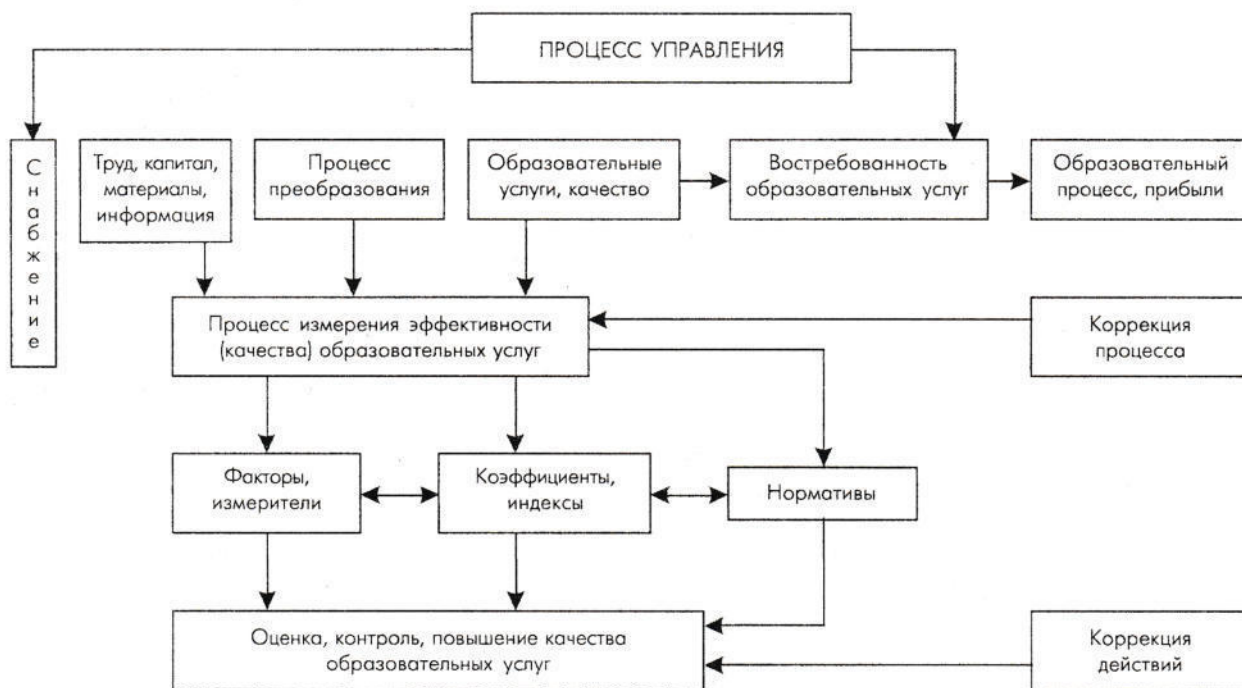 ПРОЦЕСС УПРАВЛЕНИЯ
Снабжение
Труд, капитал,
материалы,
информация
Процесс
преобразования
Образовательные
услуги, качество
Востребованность
образовательных услуг
Образовательный
процесс, прибыли
Процесс измерения эффективности
(качества) образовательных услуг
Коррекция
процесса
Факторы,
измерители
Коэффициенты,
индексы
Нормативы
Оценка, контроль, повышение качества
образовательных услуг
Коррекция
действий